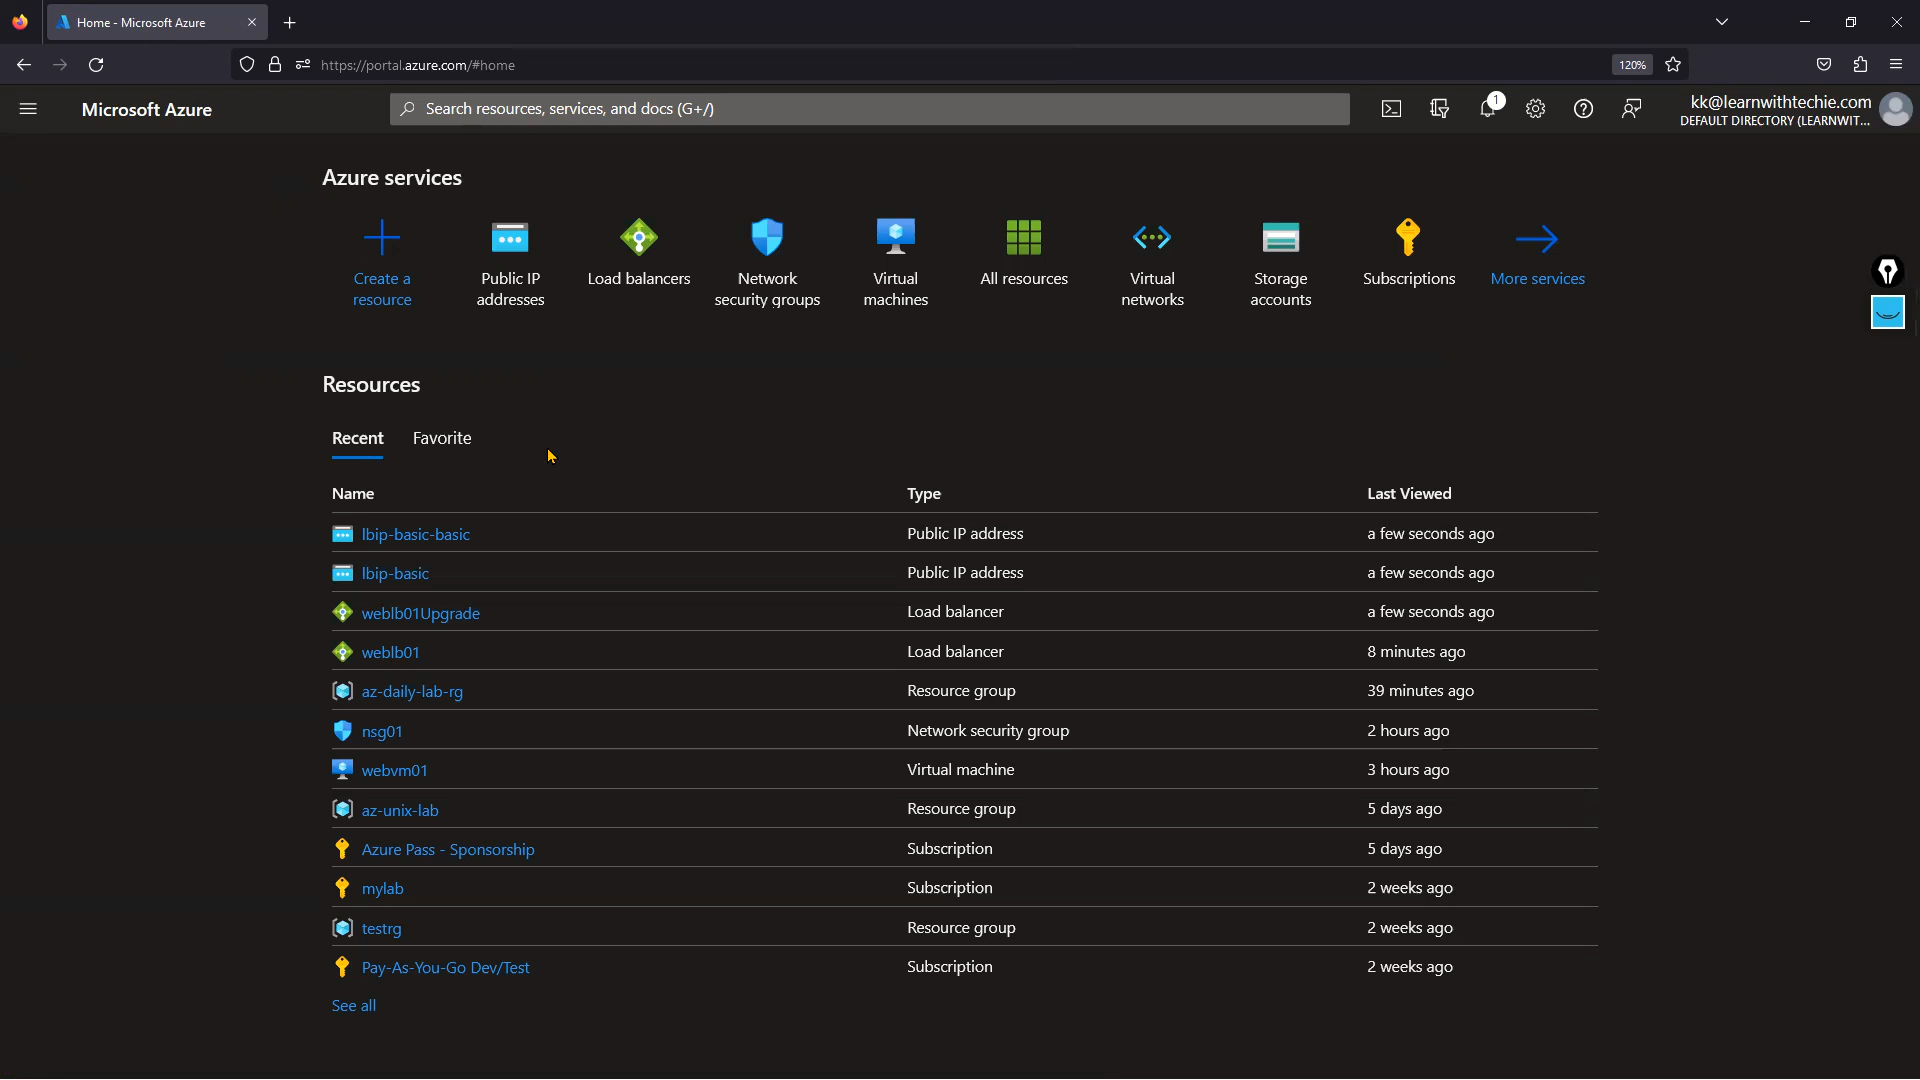 Home - Microsoft Azure
https://portal.azure.com/#home
120%
Microsoft Azure
Search resources, services, and docs (G+/)
1
kk@learnwithtechie.com
DEFAULT DIRECTORY (LEARNWIT...
Azure services
Create a resource
Public IP addresses
Load balancers
Network security groups
Virtual machines
All resources
Virtual networks
Storage accounts
Subscriptions
More services
Resources
Recent Favorite
Name Type Last Viewed
lbip-basic-basic Public IP address a few seconds ago
lbip-basic Public IP address a few seconds ago
weblb01Upgrade Load balancer a few seconds ago
weblb01 Load balancer 8 minutes ago
az-daily-lab-rg Resource group 39 minutes ago
nsg01 Network security group 2 hours ago
webvm01 Virtual machine 3 hours ago
az-unix-lab Resource group 5 days ago
Azure Pass - Sponsorship Subscription 5 days ago
mylab Subscription 2 weeks ago
testrg Resource group 2 weeks ago
Pay-As-You-Go Dev/Test Subscription 2 weeks ago
See all